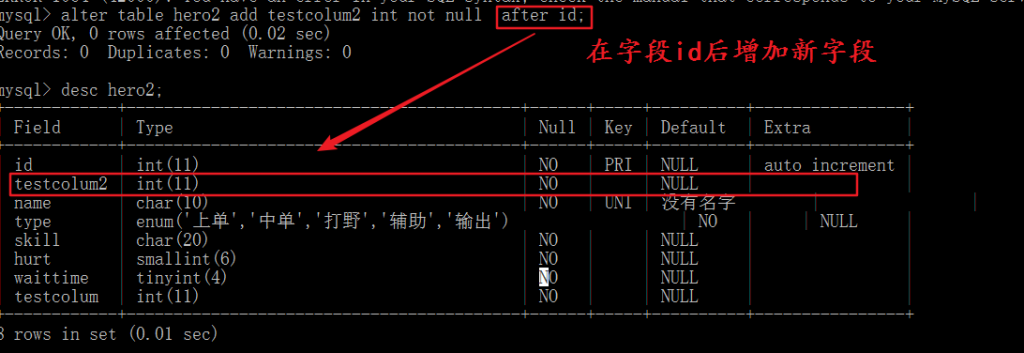 mysql> alter table hero2 add testcolum2 int not null after id;
Query OK, 0 rows affected (0.02 sec)
Records: 0 Duplicates: 0 Warnings: 0
在字段id后增加新字段
mysql> desc hero2;
Field | Type | Null | Key | Default | Extra
id | int(11) | NO | PRI | NULL | auto_increment
testcolum2 | int(11) | NO | | NULL |
name | char(10) | NO | UNI | 没有名字 | |
type | enum('上单','中单','打野','辅助','输出') | NO | | NULL
skill | char(20) | NO | | NULL |
hurt | smallint(6) | NO | | NULL |
waittime | tinyint(4) | NO | | NULL |
testcolum | int(11) | NO | | NULL |
8 rows in set (0.01 sec)